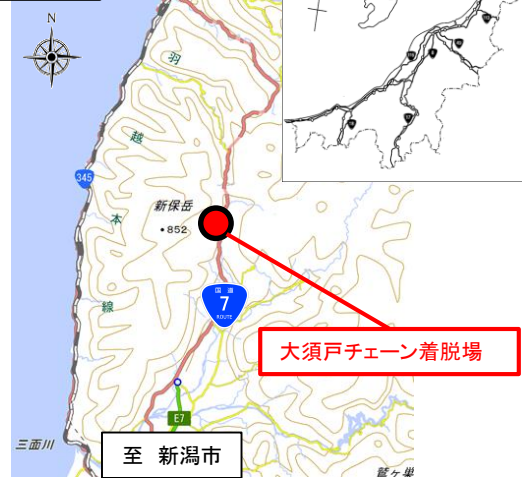 N
羽
越
本
線
345
新保岳
・852
国道
7
ROUTE
大須戸チェーン着脱場
E7
三面川
至 新潟市
鷲ヶ巣